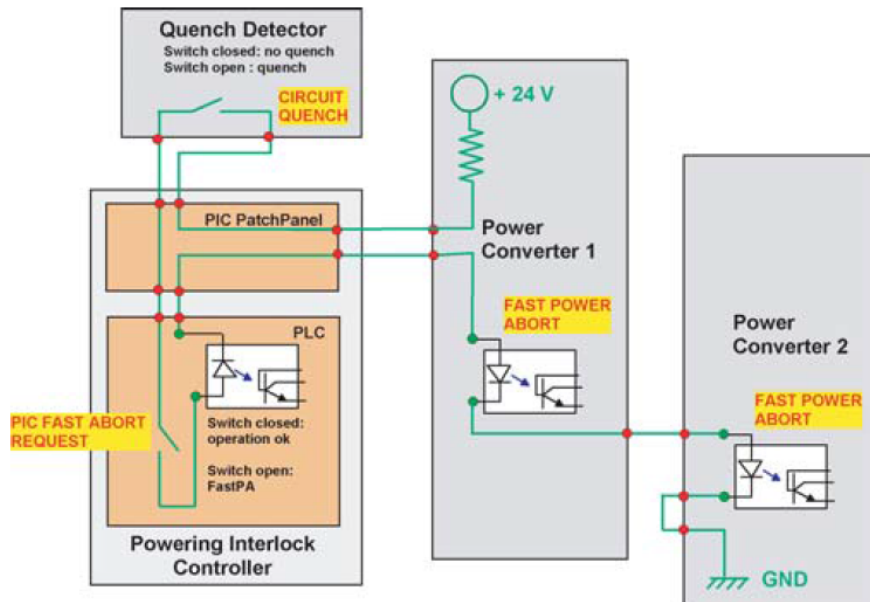 Quench Detector
Switch closed: no quench
Switch open : quench
CIRCUIT
QUENCH
+ 24 V
PIC PatchPanel
Power
Converter 1
FAST POWER
ABORT
PLC
Power
Converter 2
FAST POWER
ABORT
PIC FAST ABORT
REQUEST
Switch closed:
operation ok
Switch open:
FastPA
Powering Interlock
Controller
GND